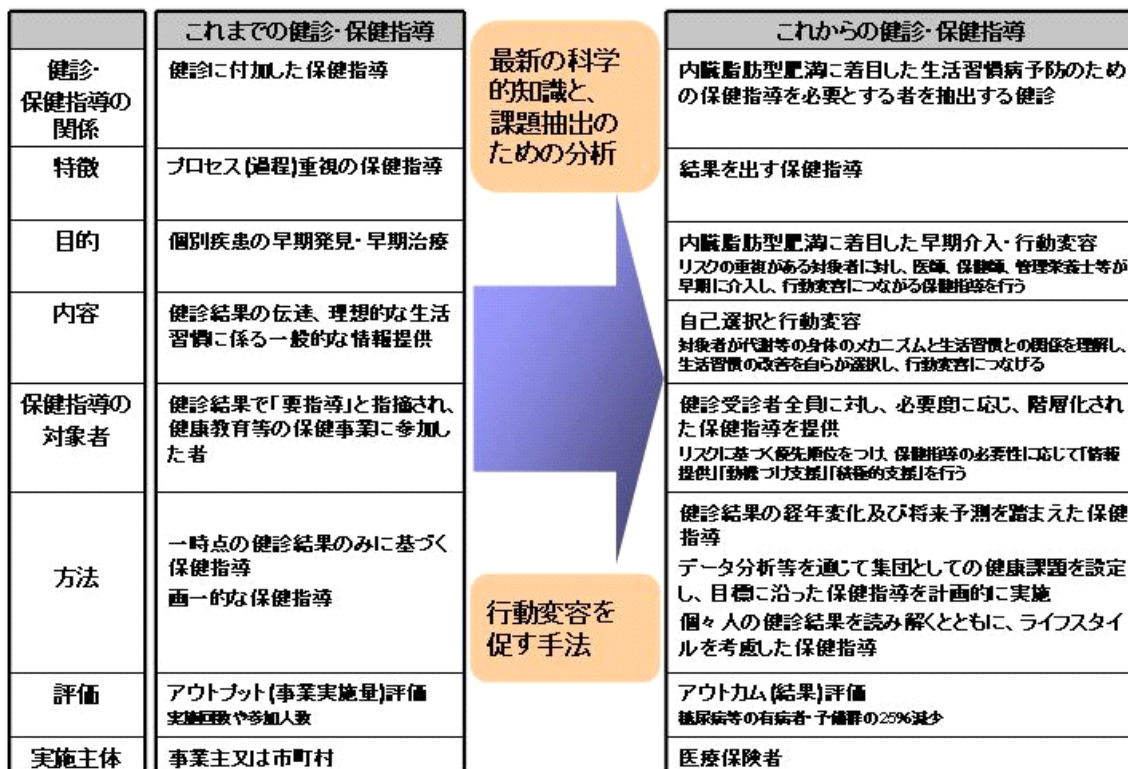 これまでの健診・保健指導
これからの健診・保健指導
最新の科学
的知識と、
課題抽出の
ための分析
健診・
保健指導の
関係
健診に付加した保健指導
内臓脂肪型肥満に着目した生活習慣病予防のため
の保健指導を必要とする者を抽出する健診
特徴
プロセス(過程)重視の保健指導
結果を出す保健指導
目的
個別疾患の早期発見・早期治療
内臓脂肪型肥満に着目した早期介入・行動変容
リスクの重複がある対象者に対し、医師、保健師、管理栄養士等が
早期に介入し、行動変容につながる保健指導を行う
内容
健診結果の伝達、理想的な生活
習慣に係る一般的な情報提供
自己選択と行動変容
対象者が代謝等の身体のメカニズムと生活習慣との関係を理解し、
生活習慣の改善を自らが選択し、行動変容につなげる
保健指導の
対象者
健診結果で「要指導」と指摘され、
健康教育等の保健事業に参加し
た者
健診受診者全員に対し、必要度に応じ、階層化され
た保健指導を提供
リスクに基づく優先順位をつけ、保健指導の必要性に応じて「情報
提供」「動機づけ支援」「積極的支援」を行う
方法
一時点の健診結果のみに基づく
保健指導
画一的な保健指導
健診結果の経年変化及び将来予測を踏まえた保健
指導
データ分析等を通じて集団としての健康課題を設定
し、目標に沿った保健指導を計画的に実施
個々人の健診結果を読み解くとともに、ライフスタイ
ルを考慮した保健指導
行動変容を
促す手法
評価
アウトプット(事業実施量)評価
実施回数や参加人数
アウトカム(結果)評価
糖尿病等の有病者・予備群の25%減少
実施主体
事業主又は市町村
医療保険者